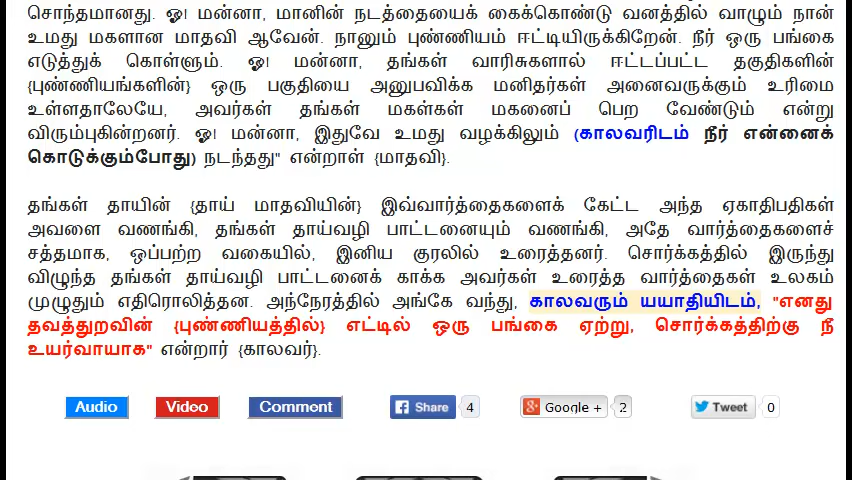 சொந்தமானது. ஓ! மன்னா, மானின் நடத்தையைக் கைக்கொண்டு வனத்தில் வாழும் நான்
உமது மகளான மாதவி ஆவேன். நானும் புண்ணியம் ஈட்டியிருக்கிறேன். நீர் ஒரு பங்கை
எடுத்துக் கொள்ளும். ஓ! மன்னா, தங்கள் வாரிசுகளால் ஈட்டப்பட்ட தகுதிகளின்
{புண்ணியங்களின்} ஒரு பகுதியை அனுபவிக்க மனிதர்கள் அனைவருக்கும் உரிமை
உள்ளதாலேயே, அவர்கள் தங்கள் மகள்கள் மகனைப் பெற வேண்டும் என்று
விரும்புகின்றனர். ஓ! மன்னா, இதுவே உமது வழக்கிலும் (காலவரிடம் நீர் என்னைக்
கொடுக்கும்போது) நடந்தது" என்றாள் {மாதவி}.
தங்கள் தாயின் {தாய் மாதவியின்} இவ்வார்த்தைகளைக் கேட்ட அந்த ஏகாதிபதிகள்
அவளை வணங்கி, தங்கள் தாய்வழி பாட்டனையும் வணங்கி, அதே வார்த்தைகளைச்
சத்தமாக, ஒப்பற்ற வகையில், இனிய குரலில் உரைத்தனர். சொர்க்கத்தில் இருந்து
விழுந்த தங்கள் தாய்வழி பாட்டனைக் காக்க அவர்கள் உரைத்த வார்த்தைகள் உலகம்
முழுதும் எதிரொலித்தன. அந்நேரத்தில் அங்கே வந்து, காலவரும் யயாதியிடம், "எனது
தவத்துறவின் {புண்ணியத்தில்} எட்டில் ஒரு பங்கை ஏற்று, சொர்க்கத்திற்கு நீ
உயர்வாயாக" என்றார் {காலவர்}.
Audio Video Comment Share 4 Google + 2 Tweet 0